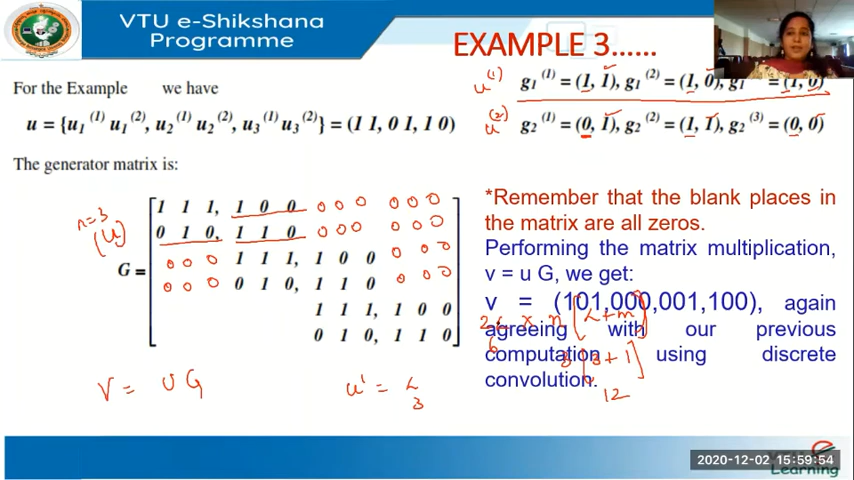 VTU e-Shikshana
Programme
EXAMPLE 3......
For the Example we have
u = {u₁⁽¹⁾ u₁⁽²⁾, u₂⁽¹⁾ u₂⁽²⁾, u₃⁽¹⁾ u₃⁽²⁾} = (1 1, 0 1, 1 0)
The generator matrix is:
u⁽¹⁾ g₁⁽¹⁾ = (1, 1), g₁⁽²⁾ = (1, 0), g₁ = (1, 0)
u⁽²⁾ g₂⁽¹⁾ = (0, 1), g₂⁽²⁾ = (1, 1), g₂⁽³⁾ = (0, 0)
n=3
(u)
G =
1 1 1, 1 0 0 0 0 0 0 0 0
0 1 0, 1 1 0 0 0 0 0 0 0
0 0 0 1 1 1, 1 0 0 0 0 0
0 0 0 0 1 0, 1 1 0 0 0 0
1 1 1, 1 0 0
0 1 0, 1 1 0
V = U G
u' = L
3
*Remember that the blank places in
the matrix are all zeros.
Performing the matrix multiplication,
v = u G, we get:
v = (101,000,001,100), again
agreeing with our previous
computation using discrete
convolution.
2L x n [L+m]
6 3 [3+1]
12
2020-12-02 15:59:54
Learning